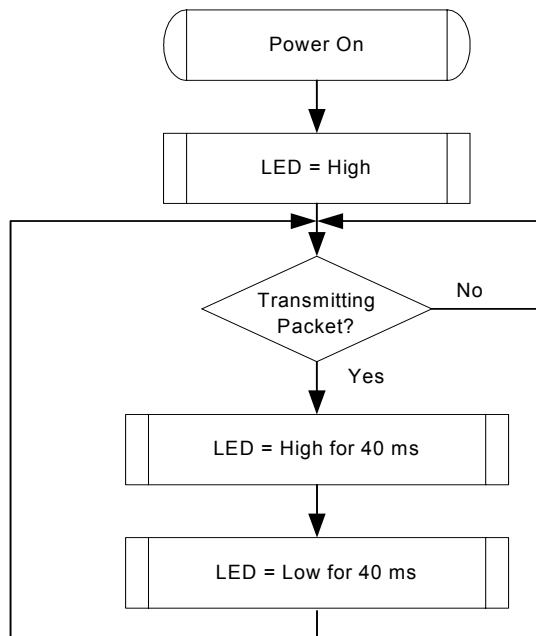 Power On
LED = High
Transmitting
Packet?
No
Yes
LED = High for 40 ms
LED = Low for 40 ms